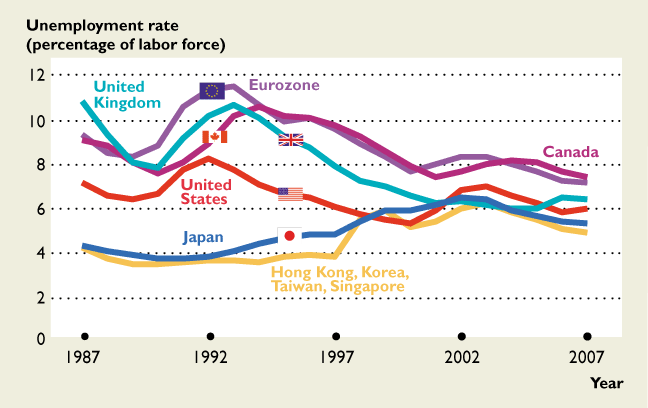 Unemployment rate
(percentage of labor force)
12
United
Kingdom
Eurozone
10
Canada
8
United
States
6
Japan
4
Hong Kong, Korea,
Taiwan, Singapore
2
0
1987 1992 1997 2002 2007
Year